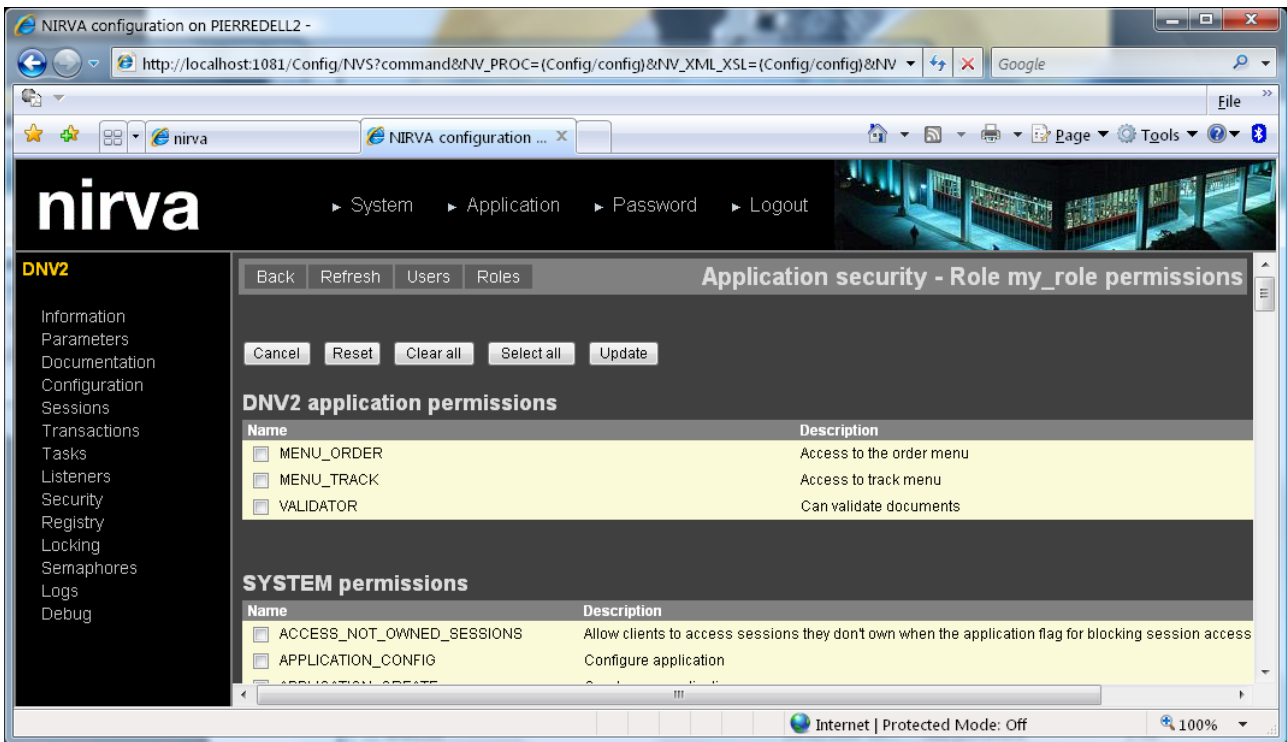 NIRVA configuration on PIERREDELL2 -
http://localhost:1081/Config/NVS?command&NV_PROC=(Config/config)&NV_XML_XSL=(Config/config)&NV
Google
File
nirva
NIRVA configuration ...
Page
Tools
nirva
System
Application
Password
Logout
DNV2
Information
Parameters
Documentation
Configuration
Sessions
Transactions
Tasks
Listeners
Security
Registry
Locking
Semaphores
Logs
Debug
Back Refresh Users Roles
Application security - Role my_role permissions
Cancel Reset Clear all Select all Update
DNV2 application permissions
Name Description
MENU_ORDER Access to the order menu
MENU_TRACK Access to track menu
VALIDATOR Can validate documents
SYSTEM permissions
Name Description
ACCESS_NOT_OWNED_SESSIONS Allow clients to access sessions they don't own when the application flag for blocking session access
APPLICATION_CONFIG Configure application
Internet | Protected Mode: Off
100%